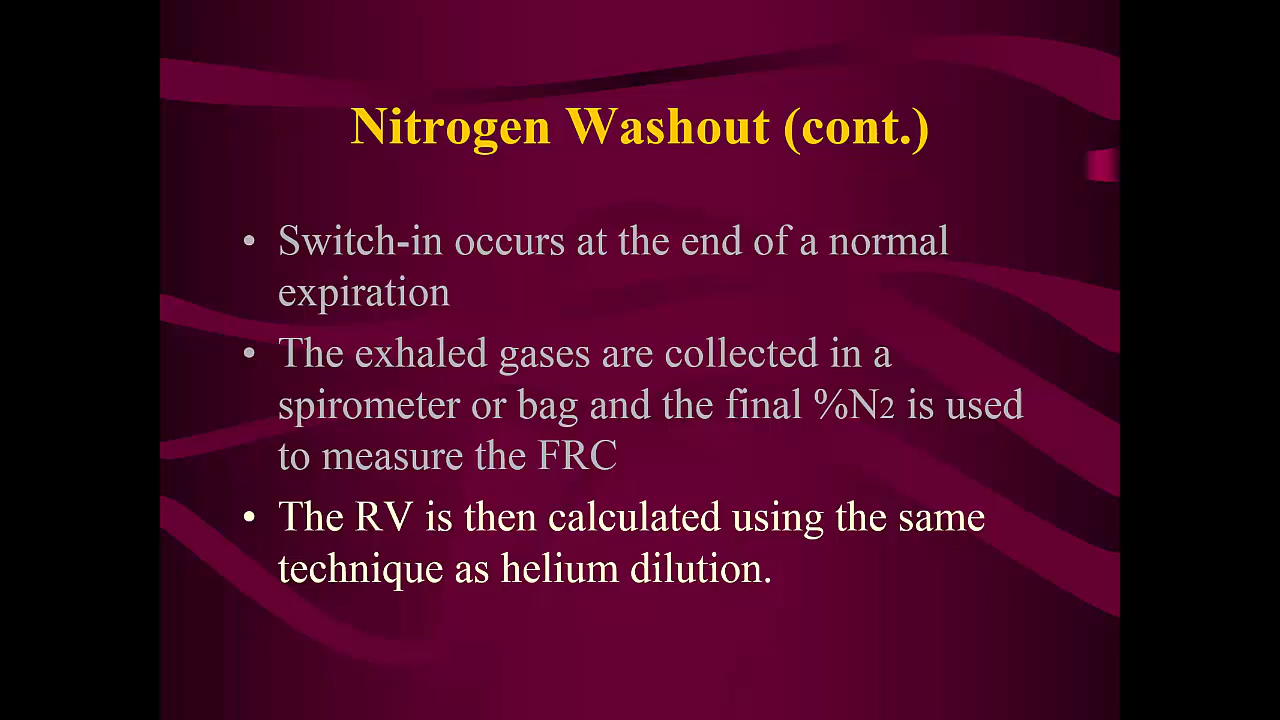 Nitrogen Washout (cont.)
• Switch-in occurs at the end of a normal
expiration
• The exhaled gases are collected in a
spirometer or bag and the final %N2 is used
to measure the FRC
• The RV is then calculated using the same
technique as helium dilution.